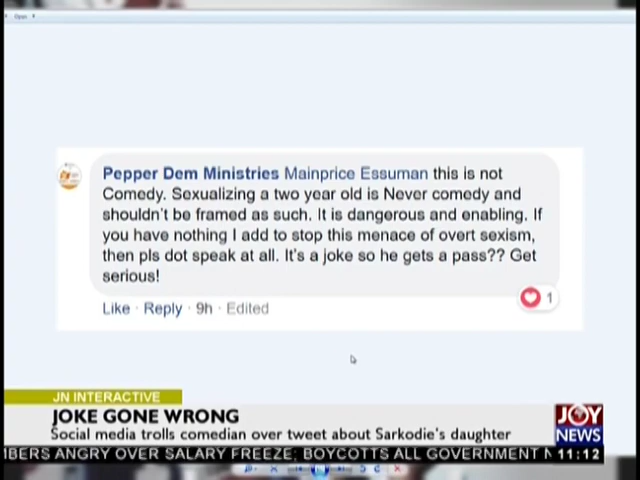 Pepper Dem Ministries Mainprice Essuman this is not
Comedy. Sexualizing a two year old is Never comedy and
shouldn't be framed as such. It is dangerous and enabling. If
you have nothing I add to stop this menace of overt sexism,
then pls dot speak at all. It's a joke so he gets a pass?? Get
serious!
1
Like · Reply · 9h · Edited
JN INTERACTIVE
JOKE GONE WRONG
Social media trolls comedian over tweet about Sarkodie's daughter
JOY
NEWS
IBERS ANGRY OVER SALARY FREEZE; BOYCOTTS ALL GOVERNMENT
11:12